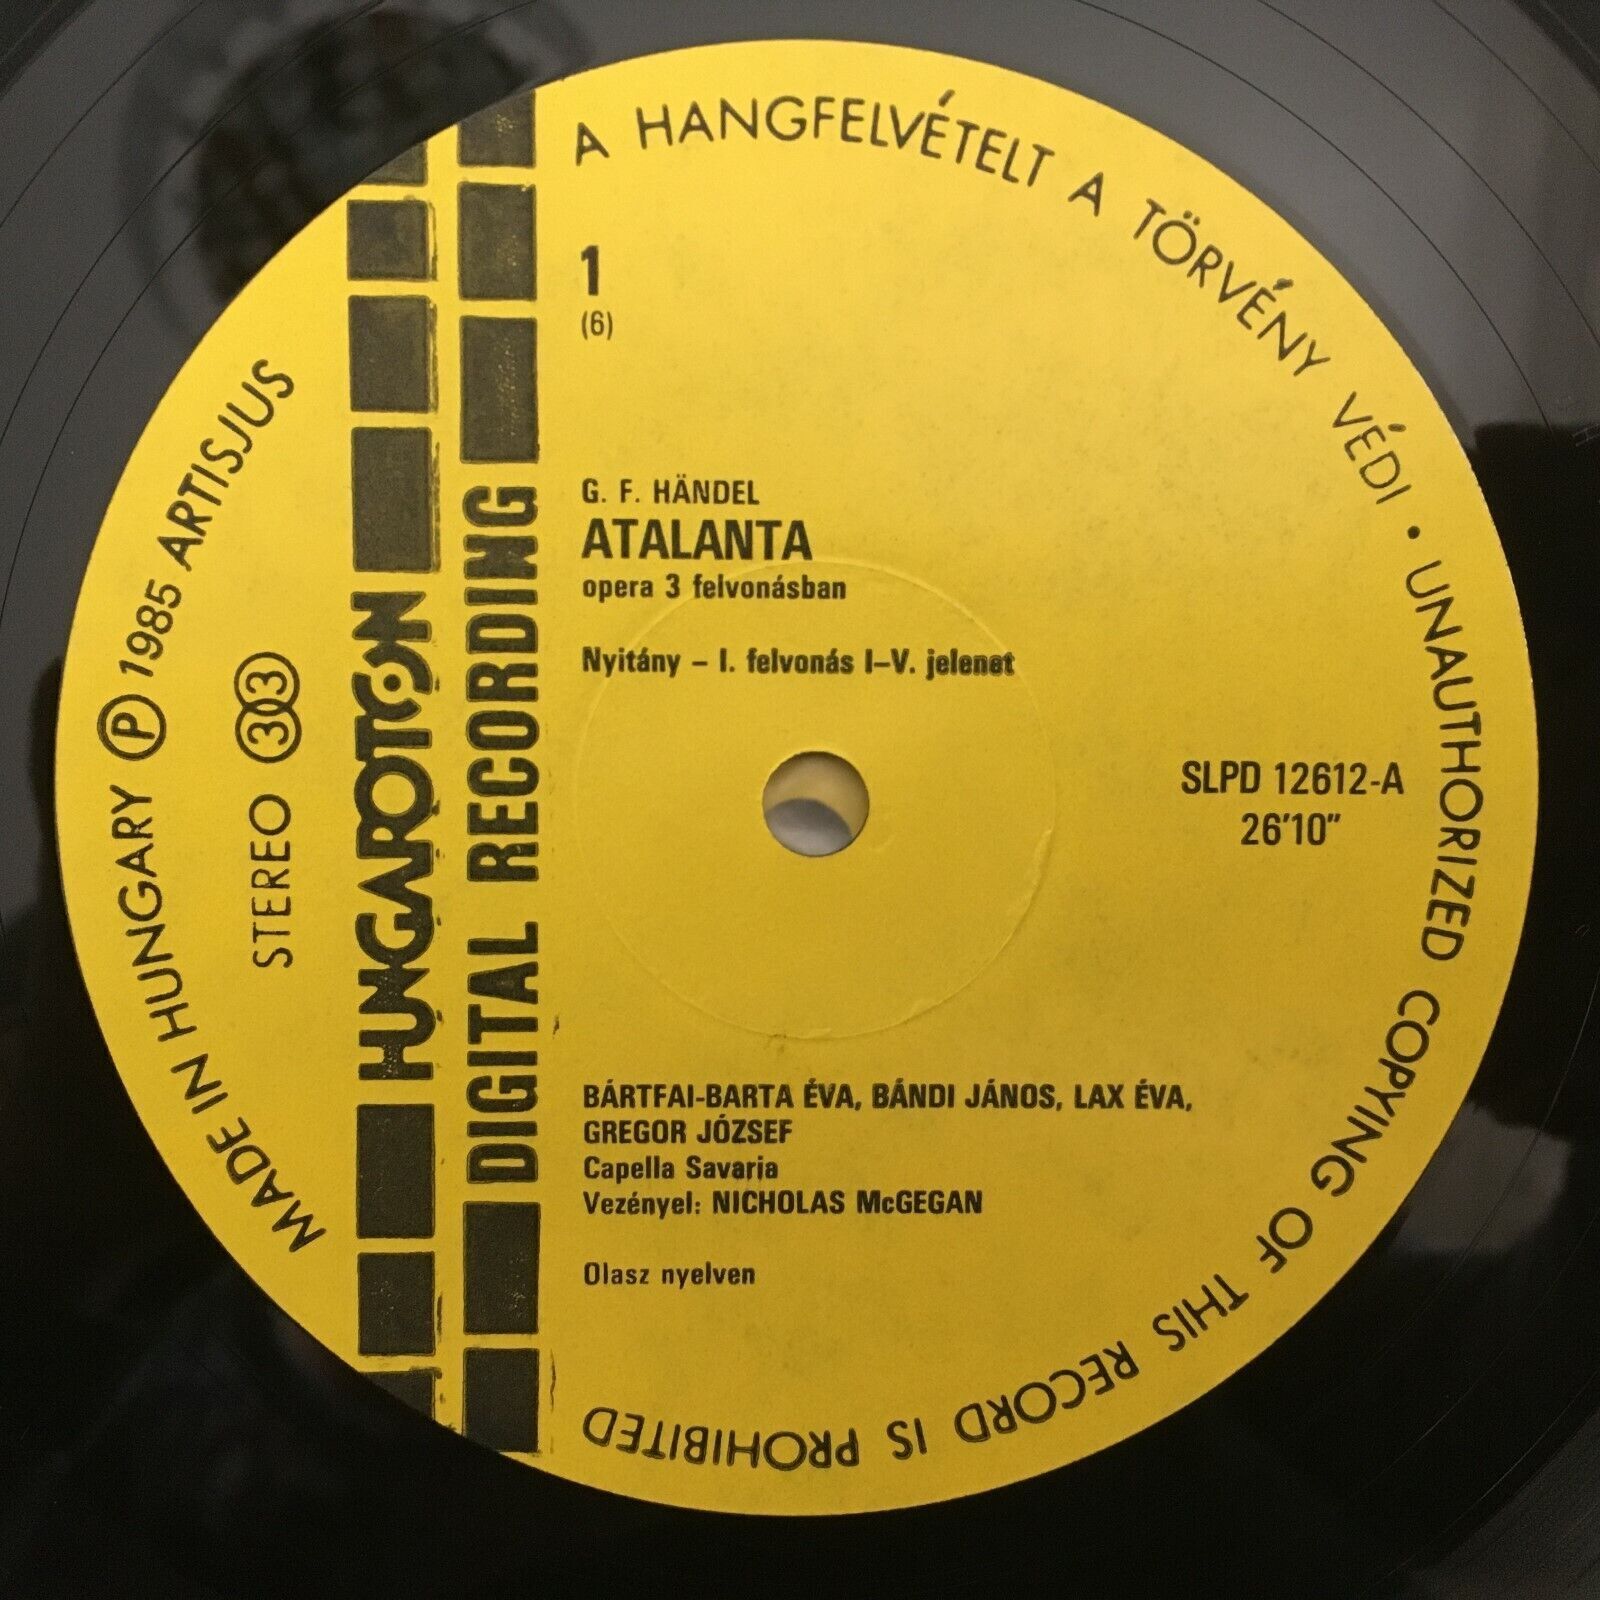 A HANGFELVÉTELT A TÖRVÉNY VÉDI • UNAUTHORIZED COPYING OF THIS RECORD IS PROHIBITED
MADE IN HUNGARY Ⓟ 1985 ARTISJUS
STEREO 33
HUNGAROTON
DIGITAL RECORDING
1
(6)
G. F. HÄNDEL
ATALANTA
opera 3 felvonásban
Nyitány – I. felvonás I–V. jelenet
SLPD 12612-A
26'10"
BÁRTFAI-BARTA ÉVA, BÁNDI JÁNOS, LAX ÉVA,
GREGOR JÓZSEF
Capella Savaria
Vezényel: NICHOLAS McGEGAN
Olasz nyelven